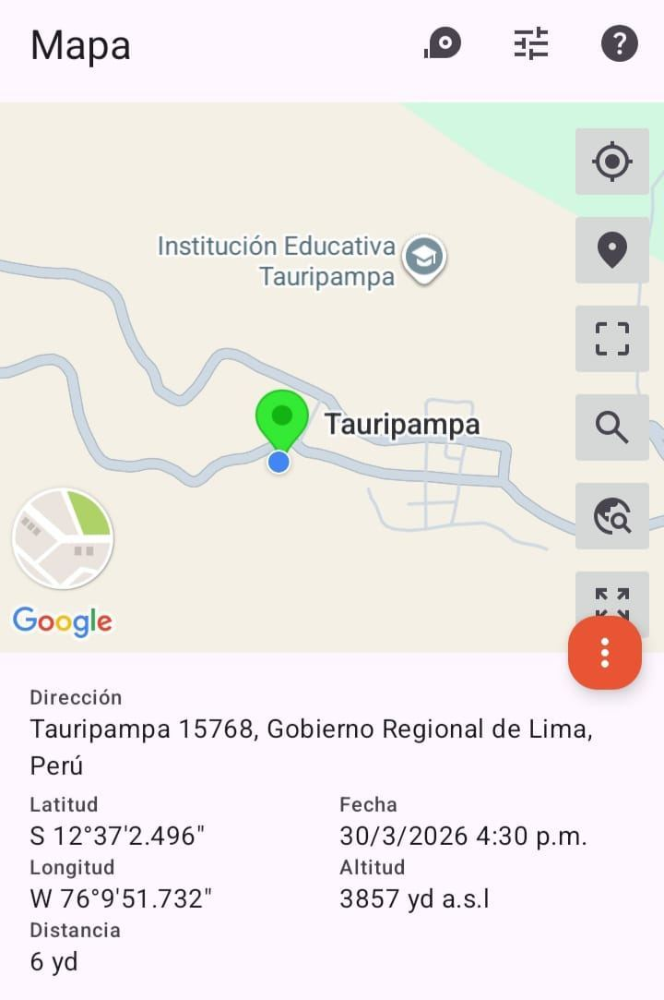 Mapa
Institución Educativa
Tauripampa
Tauripampa
Google
Dirección
Tauripampa 15768, Gobierno Regional de Lima,
Perú
Latitud
Fecha
S 12°37'2.496"
30/3/2026 4:30 p.m.
Longitud
Altitud
W 76°9'51.732"
3857 yd a.s.l
Distancia
6 yd